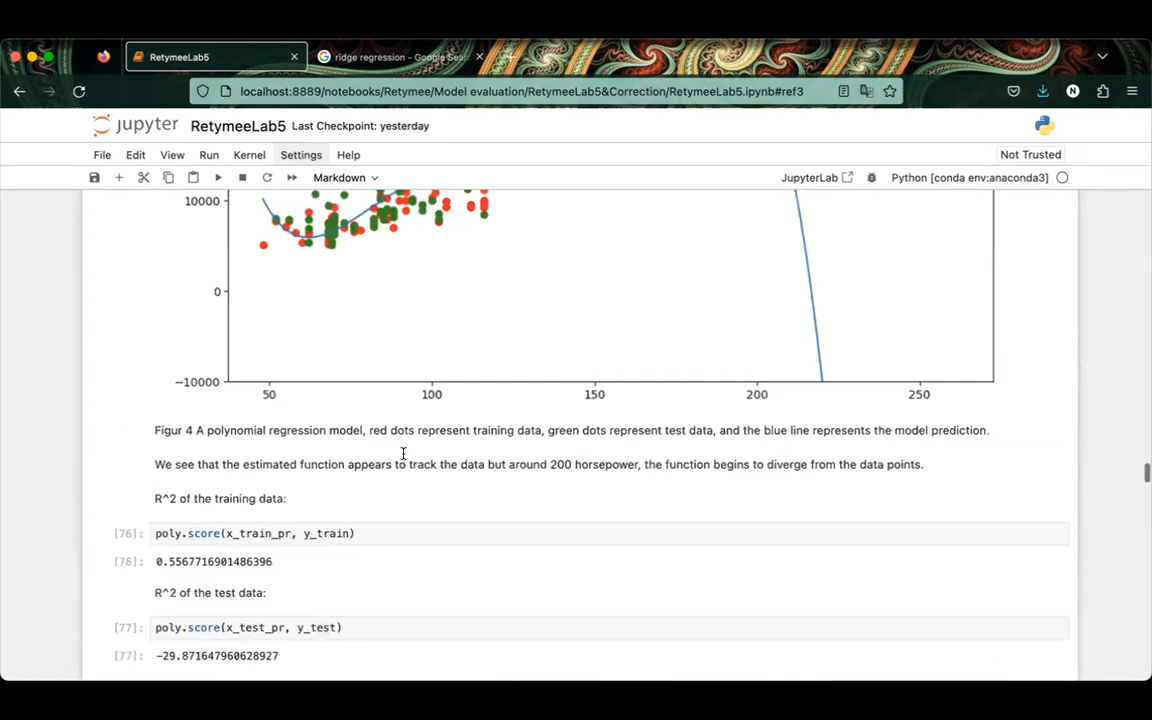 RetymeeLab5
ridge regression - Google Sear
localhost:8889/notebooks/Retymee/Model evaluation/RetymeeLab5&Correction/RetymeeLab5.ipynb#ref3
jupyter RetymeeLab5 Last Checkpoint: yesterday
File Edit View Run Kernel Settings Help
Not Trusted
Markdown
JupyterLab
Python [conda env:anaconda3]
10000
0
−10000
50 100 150 200 250
Figur 4 A polynomial regression model, red dots represent training data, green dots represent test data, and the blue line represents the model prediction.
We see that the estimated function appears to track the data but around 200 horsepower, the function begins to diverge from the data points.
R^2 of the training data:
[76]: poly.score(x_train_pr, y_train)
[76]: 0.5567716901486396
R^2 of the test data:
[77]: poly.score(x_test_pr, y_test)
[77]: -29.871647960628927